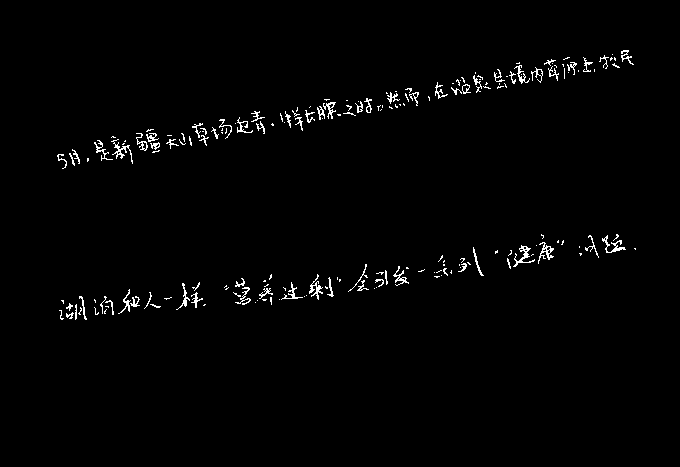 5月,是新疆天山草场返青,牛羊长膘之时。然而,在温泉县境内草原上,牧民
湖泊和人一样,“营养过剩”会引发一系列“健康”问题.